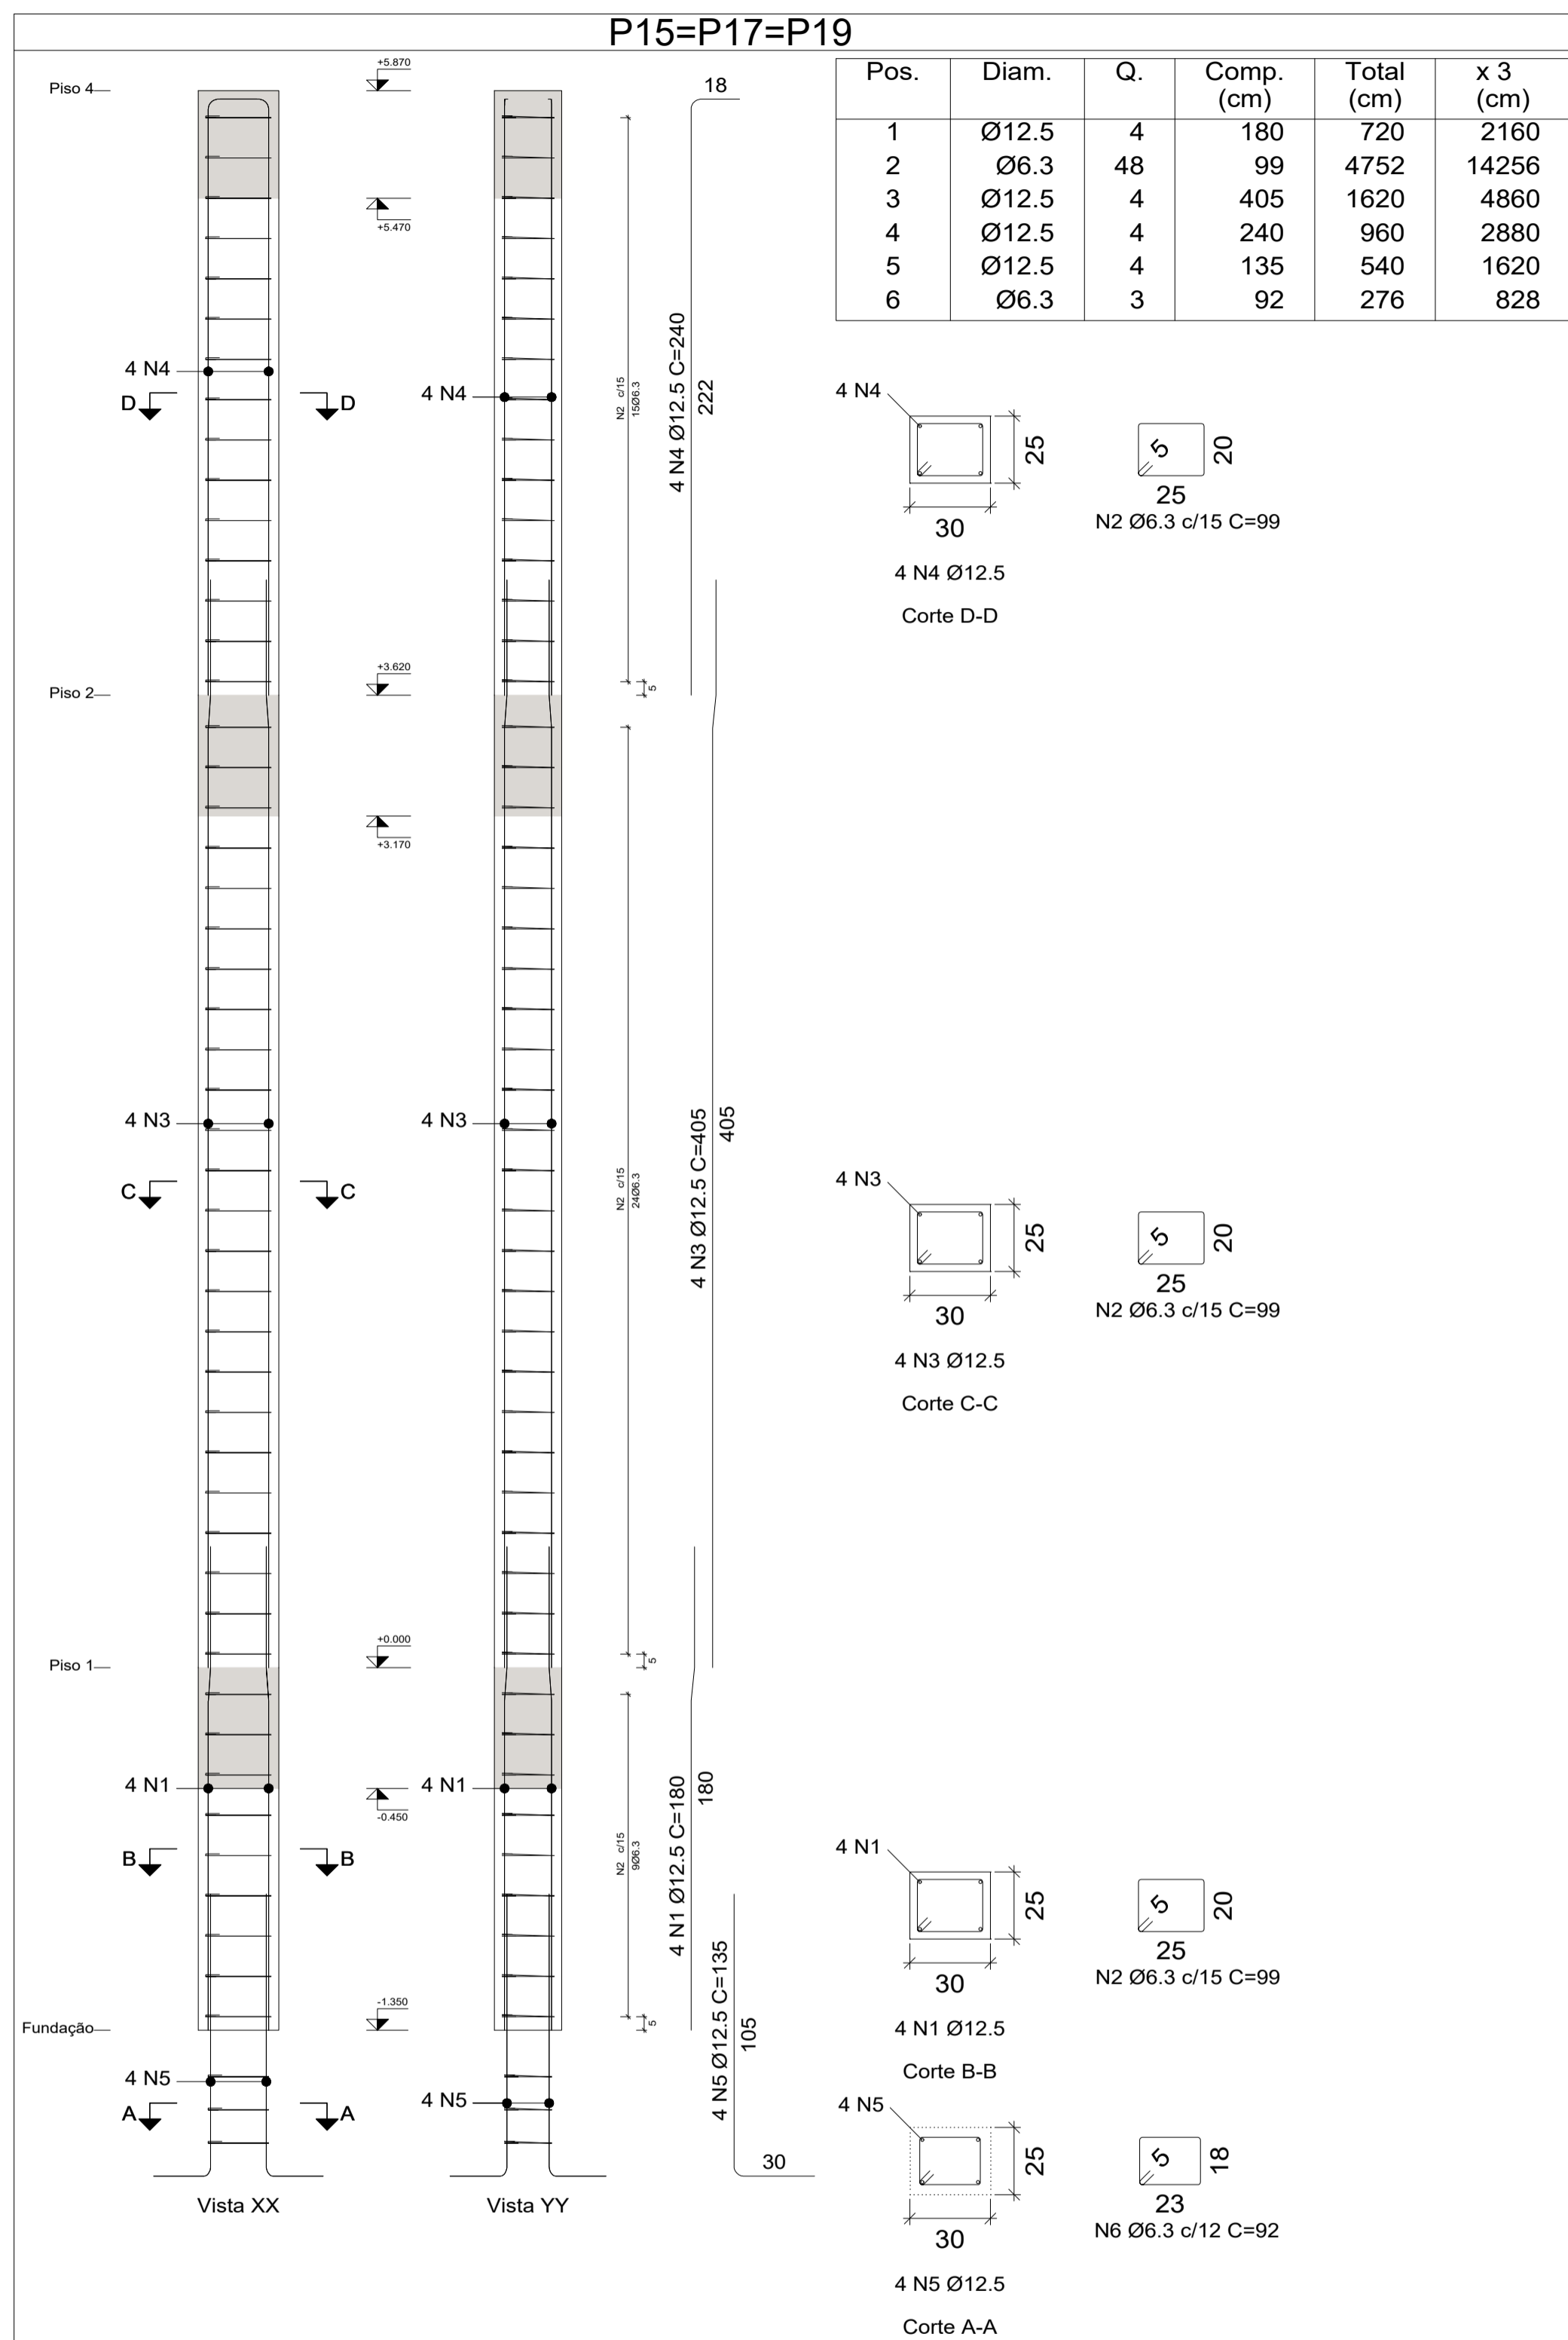 P15=P17=P19
Pos. Diam. Q. Comp. (cm) Total (cm) x 3 (cm)
1 Ø12.5 4 180 720 2160
2 Ø6.3 48 99 4752 14256
3 Ø12.5 4 405 1620 4860
4 Ø12.5 4 240 960 2880
5 Ø12.5 4 135 540 1620
6 Ø6.3 3 92 276 828
Piso 4
+5.870
+5.470
4 N4
D D
4 N4
N2 c/15
15Ø6.3
18
4 N4 Ø12.5 C=240
222
4 N4
25
30
4 N4 Ø12.5
Corte D-D
5
20
25
N2 Ø6.3 c/15 C=99
Piso 2
+3.620
5
+3.170
4 N3
4 N3
C C
N2 c/15
24Ø6.3
4 N3 Ø12.5 C=405
405
4 N3
25
30
4 N3 Ø12.5
Corte C-C
5
20
25
N2 Ø6.3 c/15 C=99
Piso 1
+0.000
5
4 N1
4 N1
-0.450
B B
N2 c/15
9Ø6.3
4 N1 Ø12.5 C=180
180
4 N1
25
30
4 N1 Ø12.5
Corte B-B
5
20
25
N2 Ø6.3 c/15 C=99
Fundação
-1.350
5
4 N5
4 N5
A A
4 N5 Ø12.5 C=135
105
30
4 N5
25
30
4 N5 Ø12.5
Corte A-A
5
18
23
N6 Ø6.3 c/12 C=92
Vista XX
Vista YY